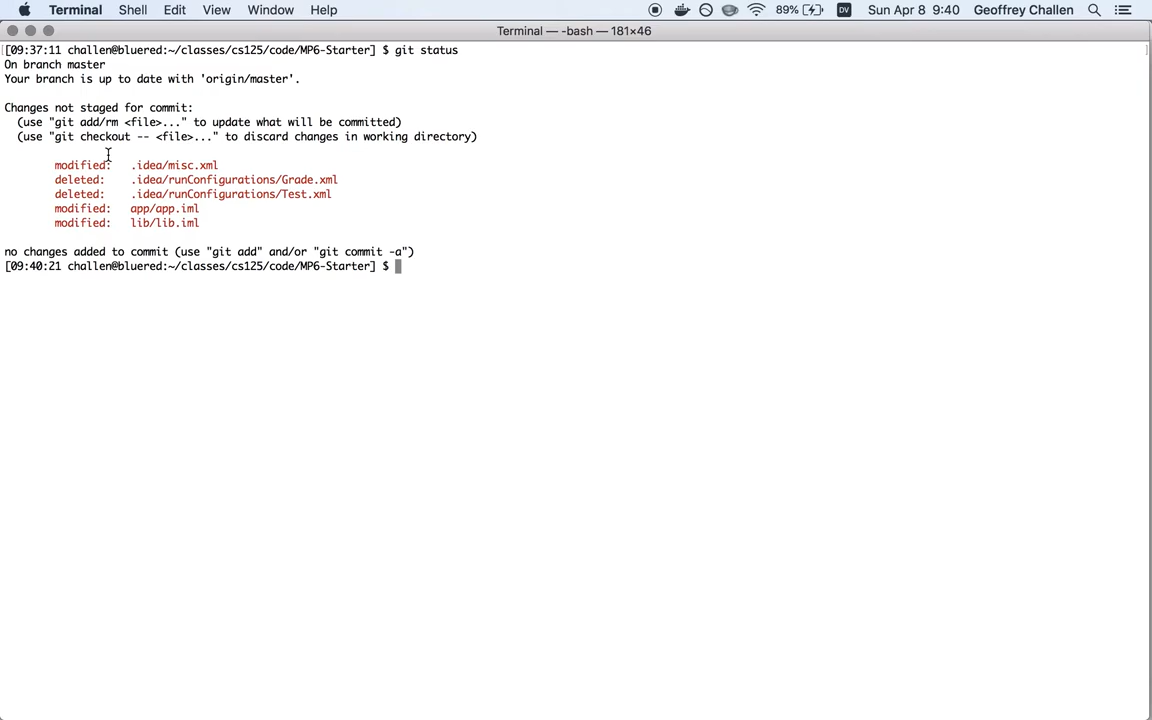 Terminal Shell Edit View Window Help 89% DV Sun Apr 8 9:40 Geoffrey Challen
Terminal — -bash — 181×46
[09:37:11 challen@bluered:~/classes/cs125/code/MP6-Starter] $ git status
On branch master
Your branch is up to date with 'origin/master'.
Changes not staged for commit:
(use "git add/rm <file>..." to update what will be committed)
(use "git checkout -- <file>..." to discard changes in working directory)
modified: .idea/misc.xml
deleted: .idea/runConfigurations/Grade.xml
deleted: .idea/runConfigurations/Test.xml
modified: app/app.iml
modified: lib/lib.iml
no changes added to commit (use "git add" and/or "git commit -a")
[09:40:21 challen@bluered:~/classes/cs125/code/MP6-Starter] $